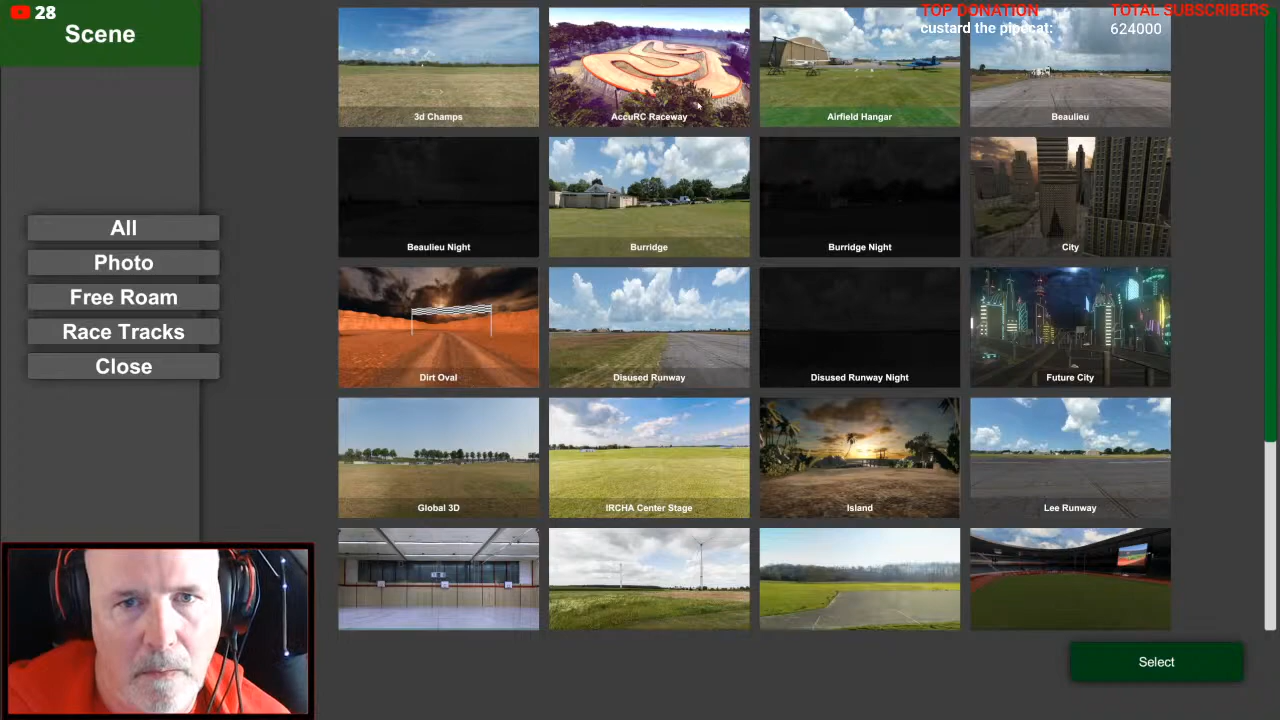 28
Scene
TOP DONATION
TOTAL SUBSCRIBERS
custard the pipecat:
624000
3d Champs
AccuRC Raceway
Airfield Hangar
Beaulieu
All
Photo
Free Roam
Race Tracks
Close
Beaulieu Night
Burridge
Burridge Night
City
Dirt Oval
Disused Runway
Disused Runway Night
Future City
Global 3D
IRCHA Center Stage
Island
Lee Runway
Select